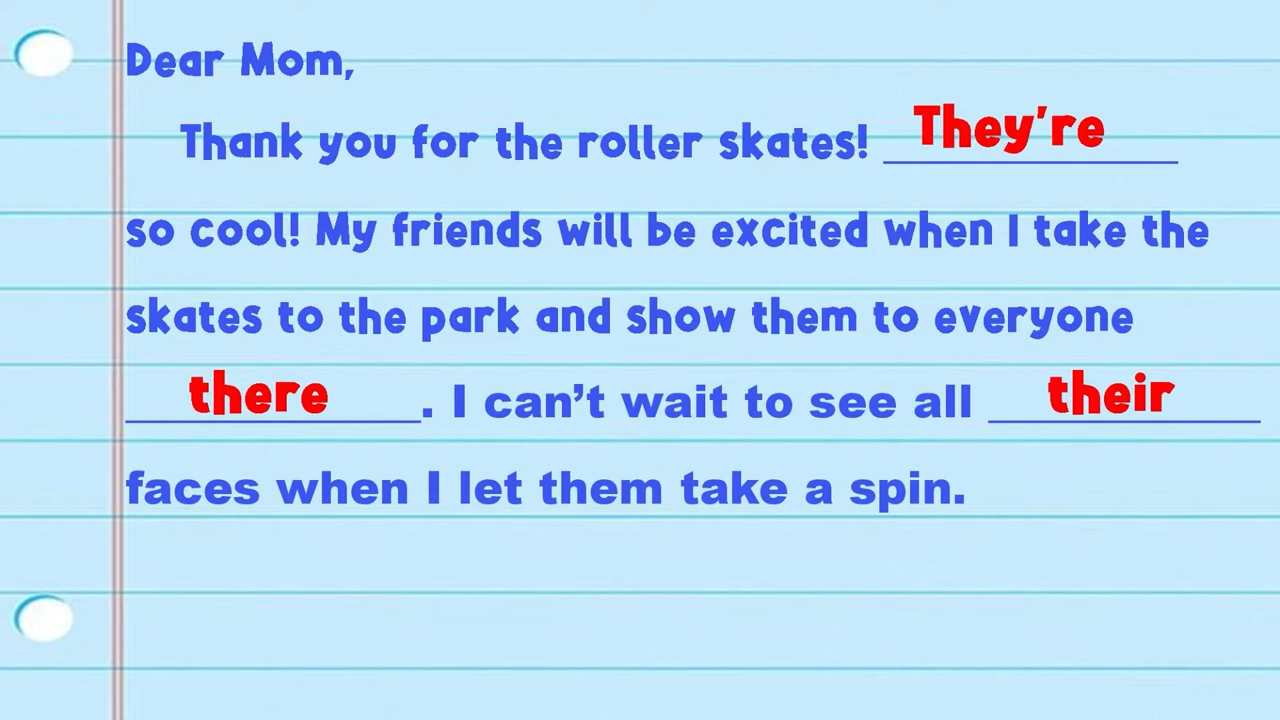 Dear Mom,
Thank you for the roller skates! They're
so cool! My friends will be excited when I take the
skates to the park and show them to everyone
there. I can’t wait to see all their
faces when I let them take a spin.